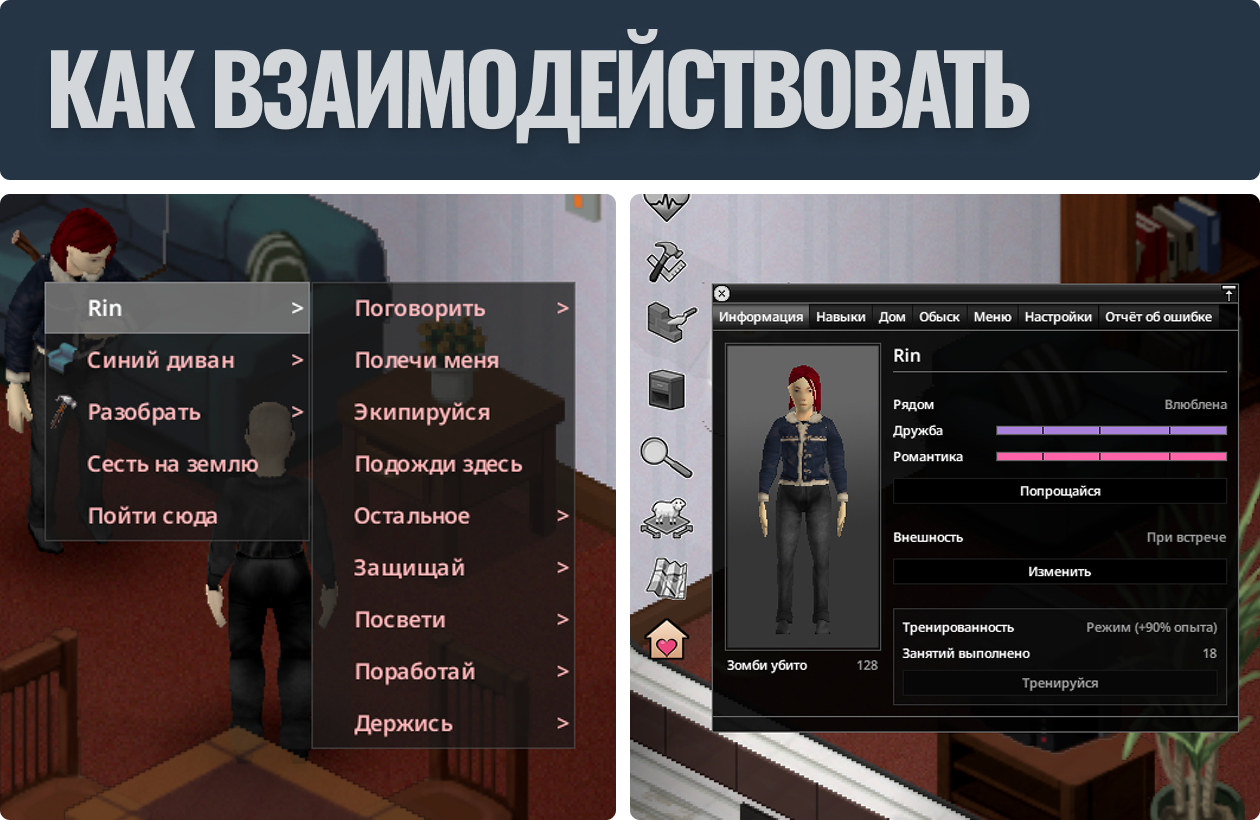 КАК ВЗАИМОДЕЙСТВОВАТЬ
Rin >
Синий диван >
Разобрать >
Сесть на землю
Пойти сюда
Поговорить >
Полечи меня
Экипируйся
Подожди здесь
Остальное >
Защищай >
Посвети >
Поработай >
Держись >
Информация Навыки Дом Обыск Меню Настройки Отчёт об ошибке
Rin
Рядом Влюблена
Дружба
Романтика
Попрощайся
Внешность При встрече
Изменить
Тренированность Режим (+90% опыта)
Занятий выполнено 18
Тренируйся
Зомби убито 128